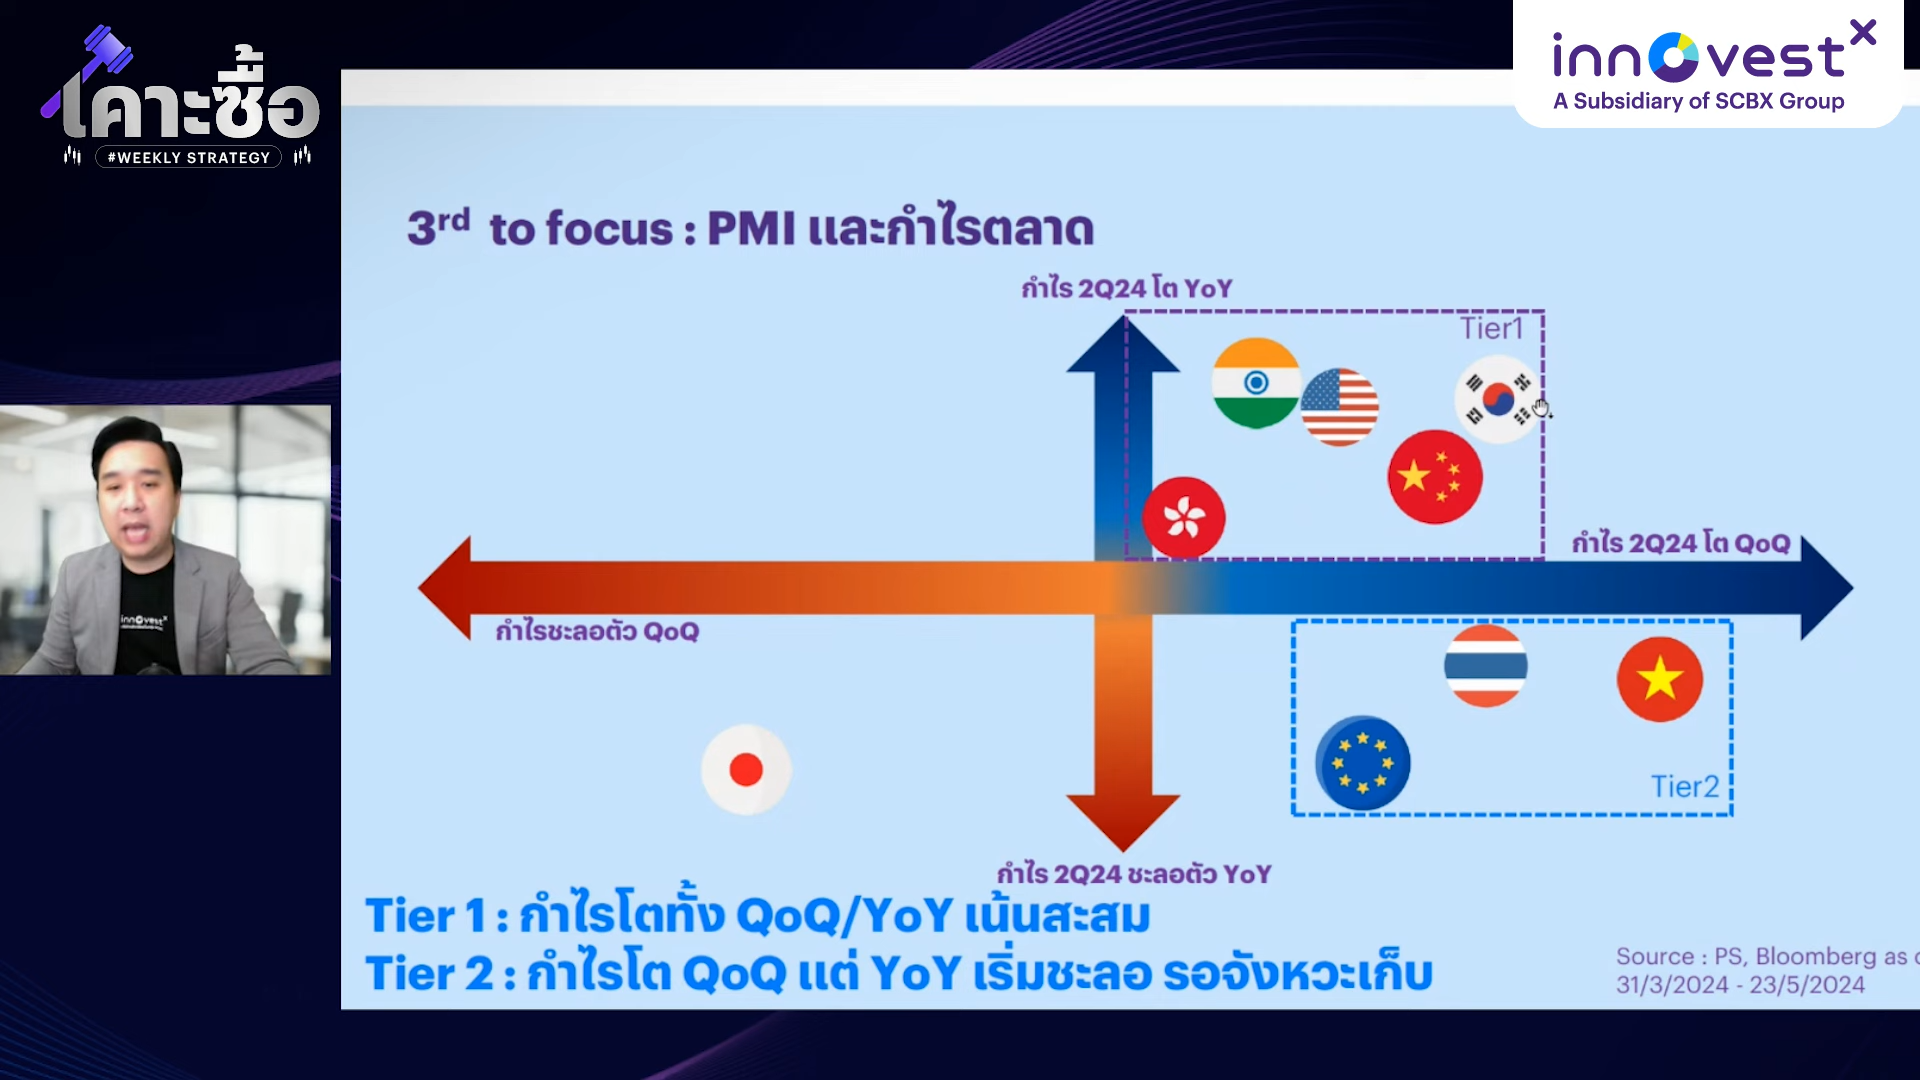 เคาะซื้อ
#WEEKLY STRATEGY
innovestx
A Subsidiary of SCBX Group
3rd to focus : PMI และกำไรตลาด
กำไร 2Q24 โต YoY
Tier1
กำไร 2Q24 โต QoQ
กำไรชะลอตัว QoQ
Tier2
กำไร 2Q24 ชะลอตัว YoY
Tier 1 : กำไรโตทั้ง QoQ/YoY เน้นสะสม
Tier 2 : กำไรโต QoQ แต่ YoY เริ่มชะลอ รอจังหวะเก็บ
Source : PS, Bloomberg as
31/3/2024 - 23/5/2024
innovestx